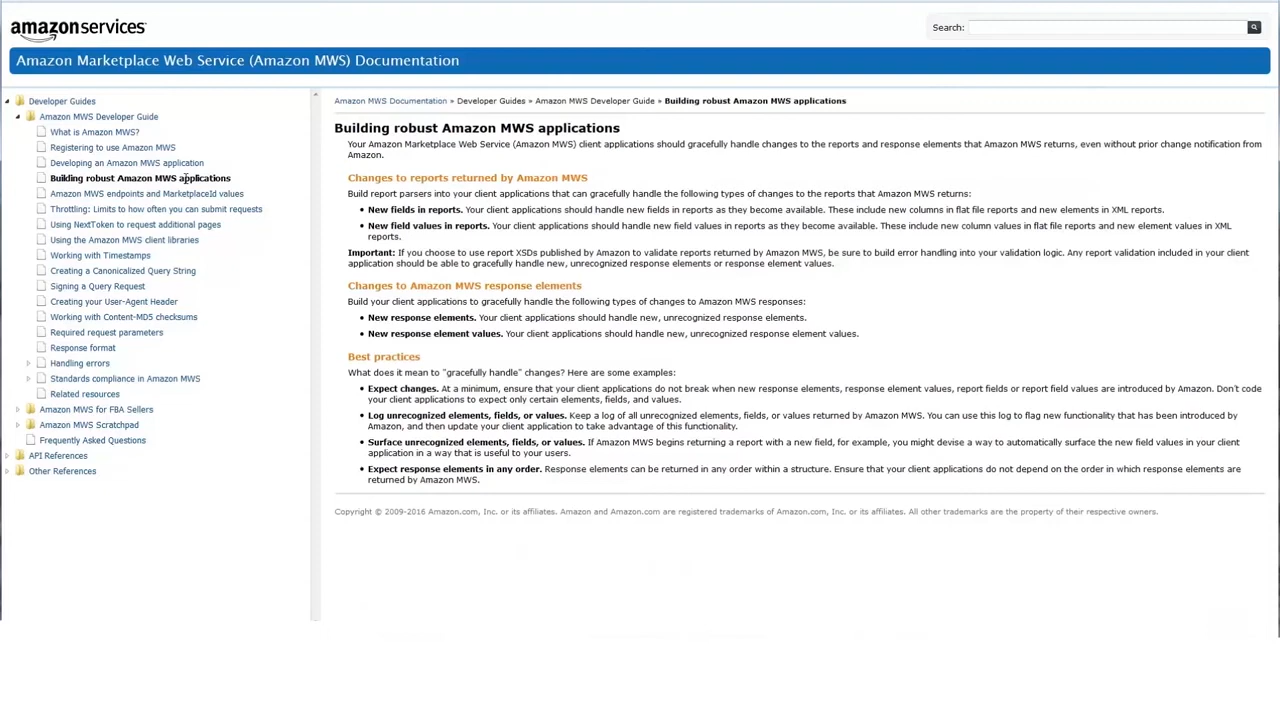 amazonservices
Search:
Amazon Marketplace Web Service (Amazon MWS) Documentation
Developer Guides
Amazon MWS Developer Guide
What is Amazon MWS?
Registering to use Amazon MWS
Developing an Amazon MWS application
Building robust Amazon MWS applications
Amazon MWS endpoints and MarketplaceId values
Throttling: Limits to how often you can submit requests
Using NextToken to request additional pages
Using the Amazon MWS client libraries
Working with Timestamps
Creating a Canonicalized Query String
Signing a Query Request
Creating your User-Agent Header
Working with Content-MD5 checksums
Required request parameters
Response format
Handling errors
Standards compliance in Amazon MWS
Related resources
Amazon MWS for FBA Sellers
Amazon MWS Scratchpad
Frequently Asked Questions
API References
Other References
Amazon MWS Documentation » Developer Guides » Amazon MWS Developer Guide » Building robust Amazon MWS applications
Building robust Amazon MWS applications
Your Amazon Marketplace Web Service (Amazon MWS) client applications should gracefully handle changes to the reports and response elements that Amazon MWS returns, even without prior change notification from
Amazon.
Changes to reports returned by Amazon MWS
Build report parsers into your client applications that can gracefully handle the following types of changes to the reports that Amazon MWS returns:
• New fields in reports. Your client applications should handle new fields in reports as they become available. These include new columns in flat file reports and new elements in XML reports.
• New field values in reports. Your client applications should handle new field values in reports as they become available. These include new column values in flat file reports and new element values in XML
reports.
Important: If you choose to use report XSDs published by Amazon to validate reports returned by Amazon MWS, be sure to build error handling into your validation logic. Any report validation included in your client
application should be able to gracefully handle new, unrecognized response elements or response element values.
Changes to Amazon MWS response elements
Build your client applications to gracefully handle the following types of changes to Amazon MWS responses:
• New response elements. Your client applications should handle new, unrecognized response elements.
• New response element values. Your client applications should handle new, unrecognized response element values.
Best practices
What does it mean to "gracefully handle" changes? Here are some examples:
• Expect changes. At a minimum, ensure that your client applications do not break when new response elements, response element values, report fields or report field values are introduced by Amazon. Don't code
your client applications to expect only certain elements, fields, and values.
• Log unrecognized elements, fields, or values. Keep a log of all unrecognized elements, fields, or values returned by Amazon MWS. You can use this log to flag new functionality that has been introduced by
Amazon, and then update your client application to take advantage of this functionality.
• Surface unrecognized elements, fields, or values. If Amazon MWS begins returning a report with a new field, for example, you might devise a way to automatically surface the new field values in your client
application in a way that is useful to your users.
• Expect response elements in any order. Response elements can be returned in any order within a structure. Ensure that your client applications do not depend on the order in which response elements are
returned by Amazon MWS.
Copyright © 2009-2016 Amazon.com, Inc. or its affiliates. Amazon and Amazon.com are registered trademarks of Amazon.com, Inc. or its affiliates. All other trademarks are the property of their respective owners.